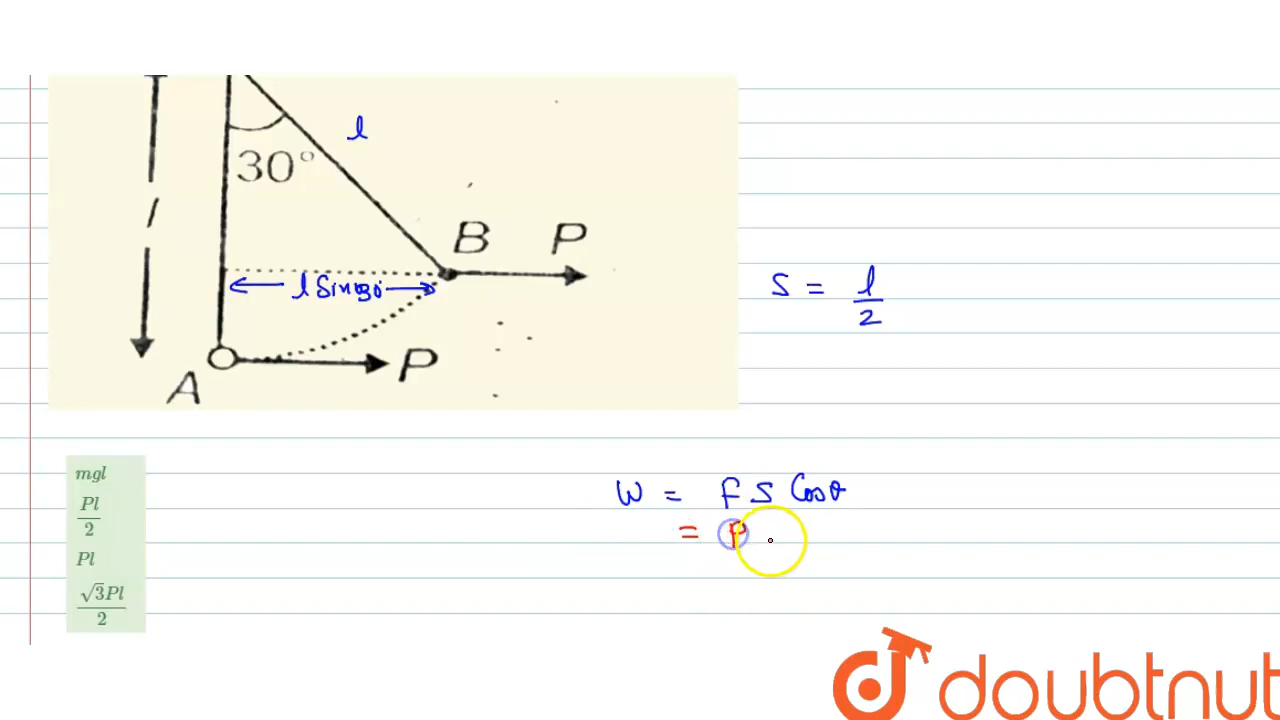 l
30°
l
B P
l Sin30
S = l/2
P
A
mgl
Pl/2
Pl
√3Pl/2
W = F S Cosθ
= P
doubtnut